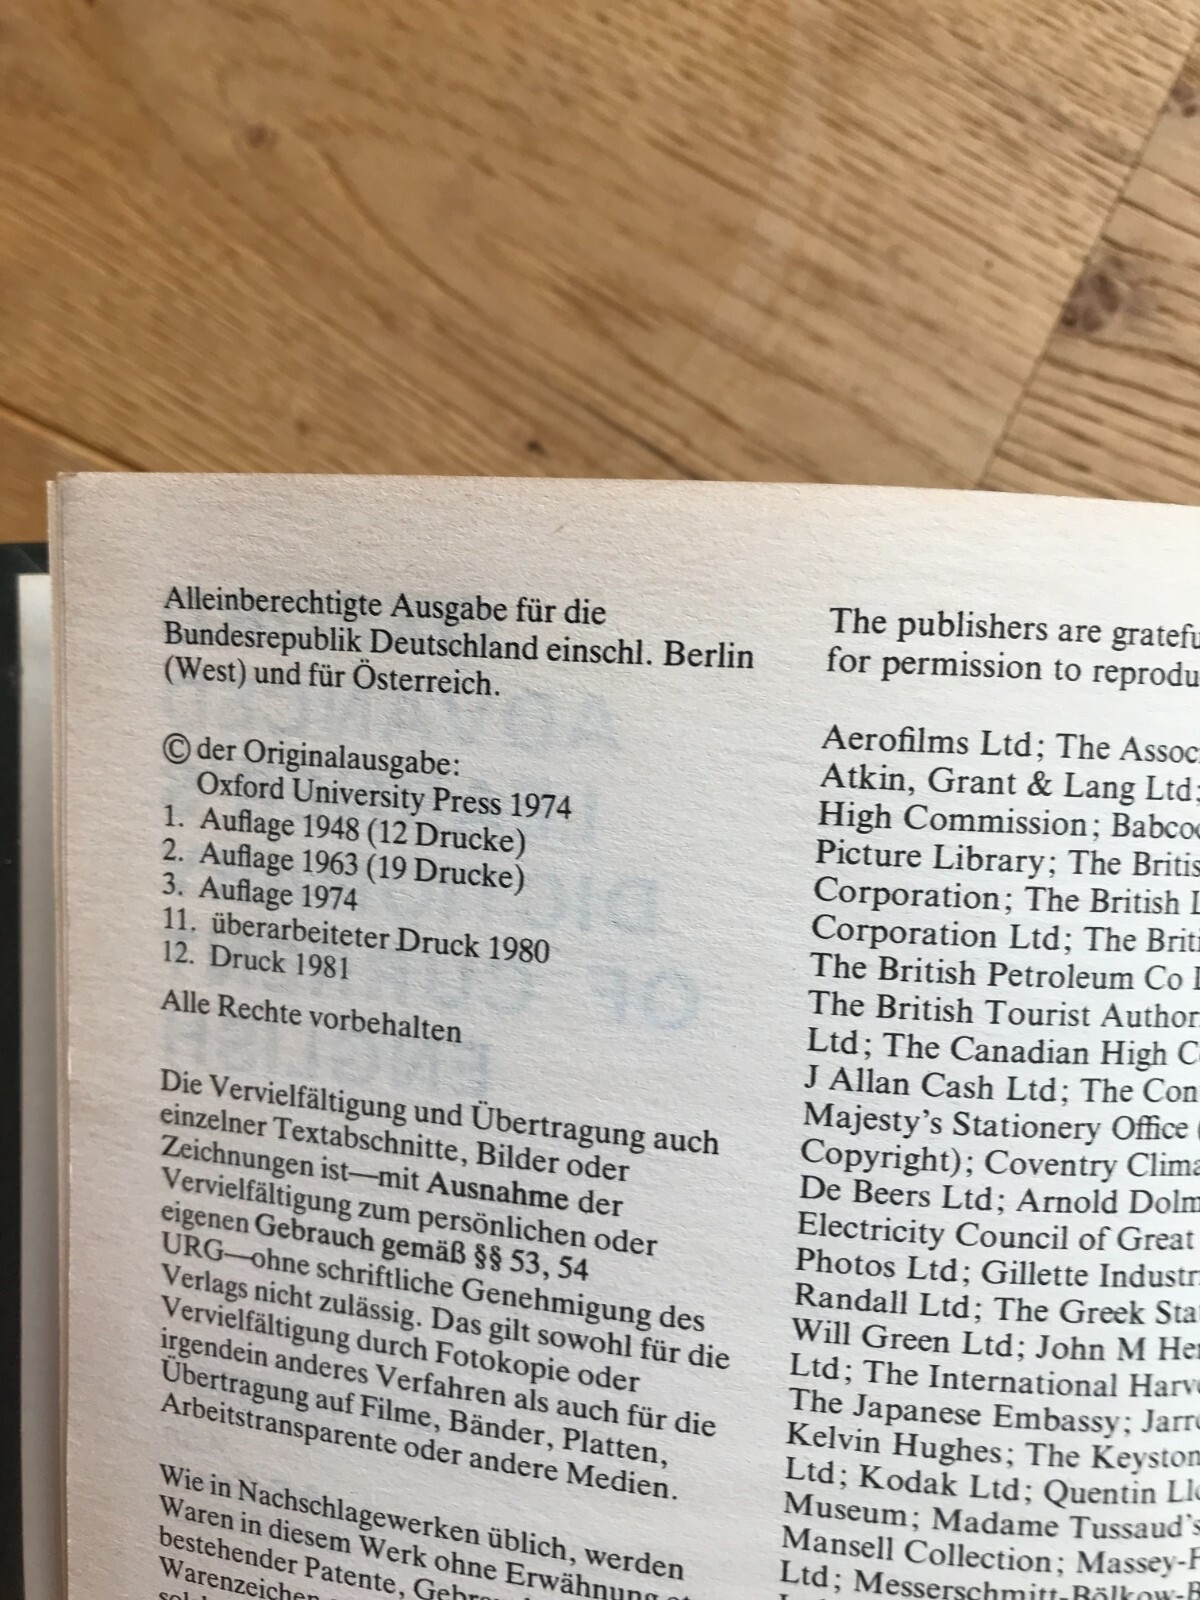 Alleinberechtigte Ausgabe für die
Bundesrepublik Deutschland einschl. Berlin
(West) und für Österreich.
© der Originalausgabe:
Oxford University Press 1974
1. Auflage 1948 (12 Drucke)
2. Auflage 1963 (19 Drucke)
3. Auflage 1974
11. überarbeiteter Druck 1980
12. Druck 1981
Alle Rechte vorbehalten
Die Vervielfältigung und Übertragung auch
einzelner Textabschnitte, Bilder oder
Zeichnungen ist—mit Ausnahme der
Vervielfältigung zum persönlichen oder
eigenen Gebrauch gemäß §§ 53, 54
URG—ohne schriftliche Genehmigung des
Verlags nicht zulässig. Das gilt sowohl für die
Vervielfältigung durch Fotokopie oder
irgendein anderes Verfahren als auch für die
Übertragung auf Filme, Bänder, Platten,
Arbeitstransparente oder andere Medien.
Wie in Nachschlagewerken üblich, werden
Waren in diesem Werk ohne Erwähnung
bestehender Patente,
Warenzeichen
The publishers are
for permission to
Aerofilms Ltd; The
Atkin, Grant & Lang Ltd;
High Commission;
Picture Library; The
Corporation; The British
Corporation Ltd; The
The British Petroleum Co
The British Tourist
Ltd; The Canadian High
J Allan Cash Ltd; The
Majesty's Stationery Office
Copyright); Coventry
De Beers Ltd; Arnold
Electricity Council of Great
Photos Ltd; Gillette
Randall Ltd; The Greek
Will Green Ltd; John M
Ltd; The International
The Japanese Embassy;
Kelvin Hughes; The
Ltd; Kodak Ltd; Quentin
Museum; Madame Tussaud's
Mansell Collection;
Ltd; Messerschmitt-Bölkow-